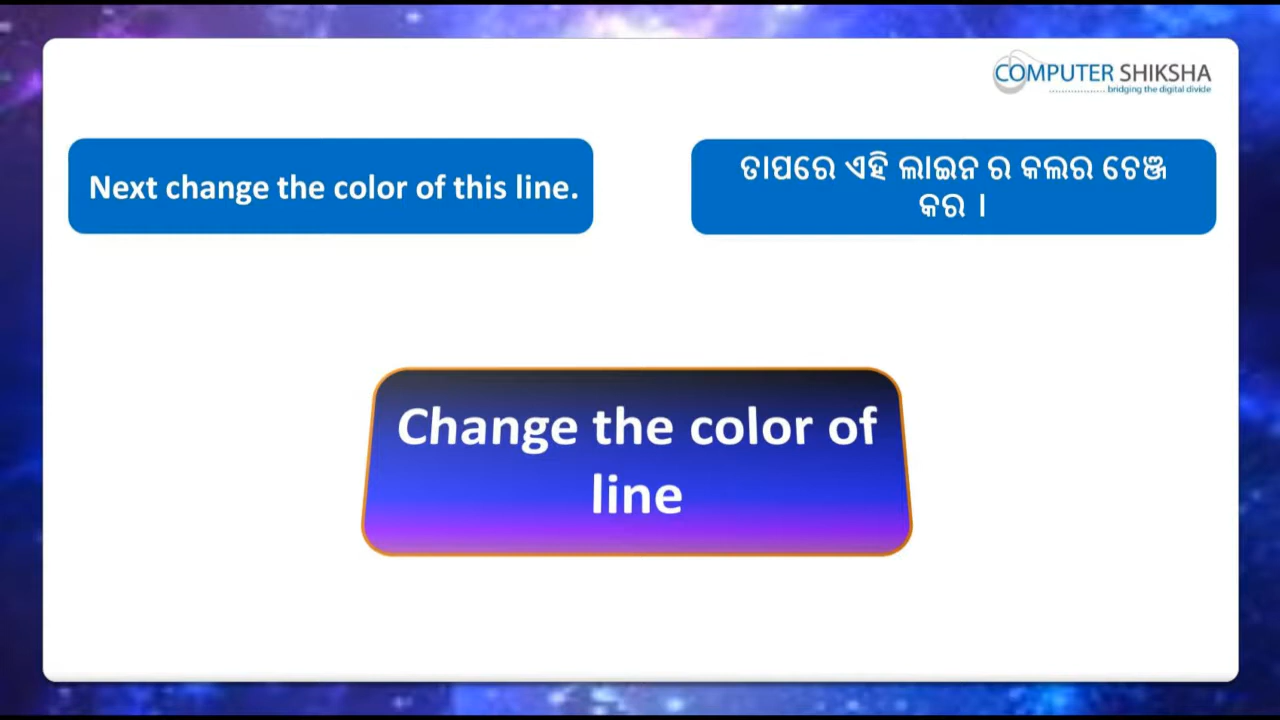 COMPUTER SHIKSHA
bridging the digital divide
Next change the color of this line.
ତାପରେ ଏହି ଲାଇନ ର କଲର ଚେଞ୍ଜ
କର ।
Change the color of
line